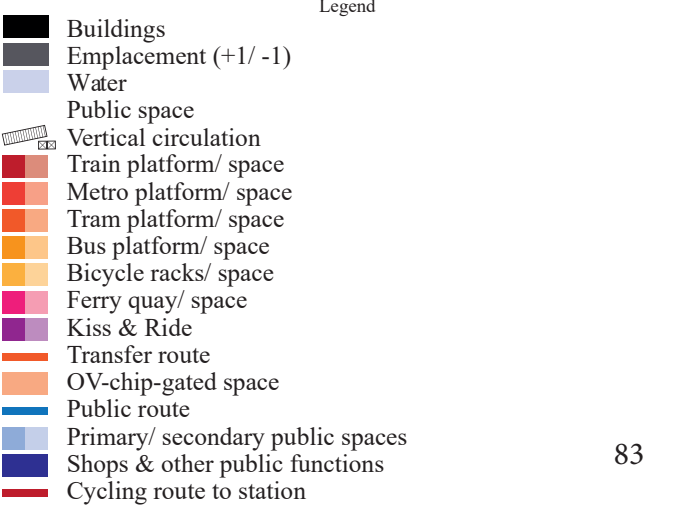 Legend
Buildings
Emplacement (+1/ -1)
Water
Public space
Vertical circulation
Train platform/ space
Metro platform/ space
Tram platform/ space
Bus platform/ space
Bicycle racks/ space
Ferry quay/ space
Kiss & Ride
Transfer route
OV-chip-gated space
Public route
Primary/ secondary public spaces
Shops & other public functions
Cycling route to station
83